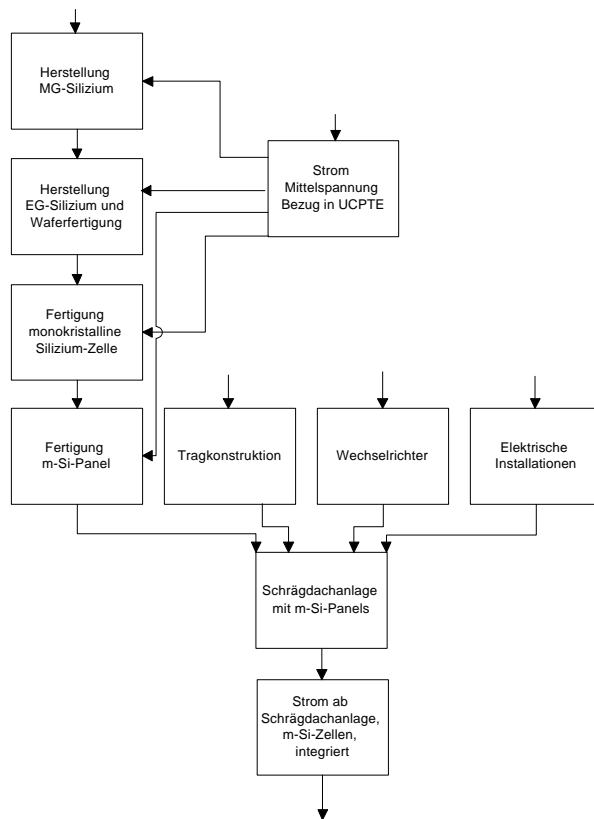 Herstellung
MG-Silizium
Strom
Mittelspannung
Bezug in UCPTE
Herstellung
EG-Silizium und
Waferfertigung
Fertigung
monokristalline
Silizium-Zelle
Fertigung
m-Si-Panel
Tragkonstruktion
Wechselrichter
Elektrische
Installationen
Schrägdachanlage
mit m-Si-Panels
Strom ab
Schrägdachanlage,
m-Si-Zellen,
integriert